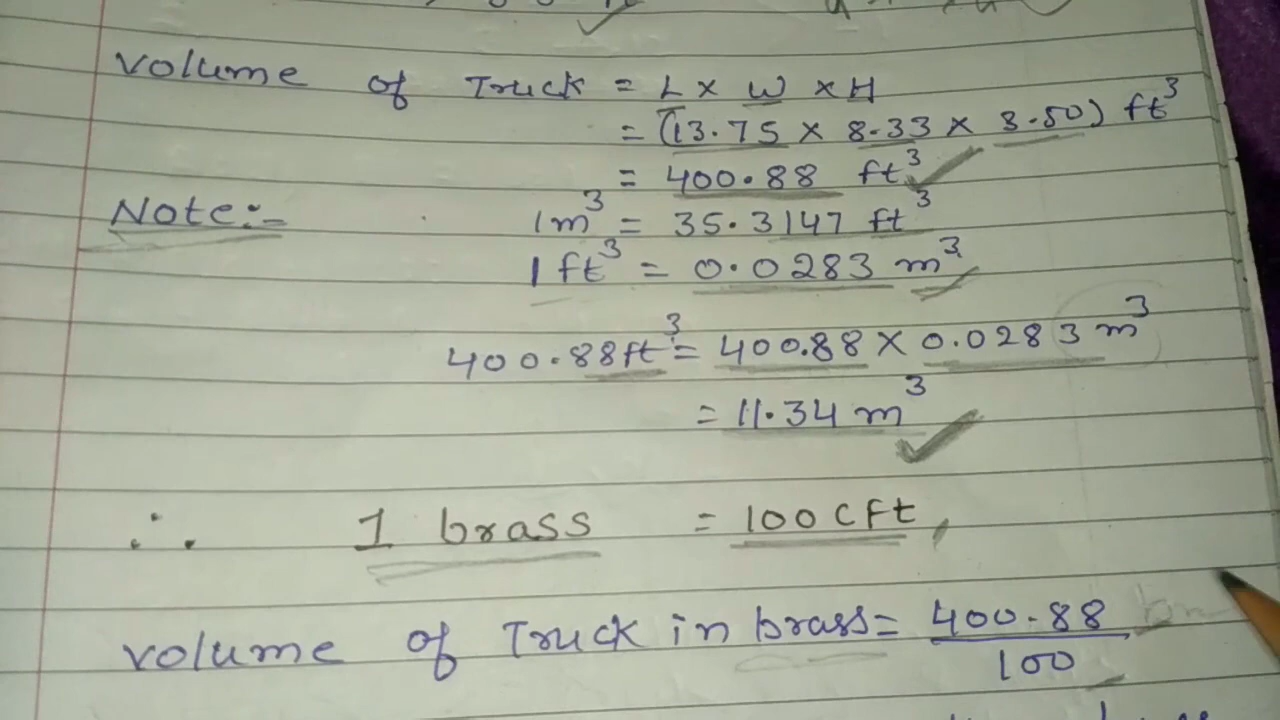 Volume of Truck = L x W x H
= (13.75 x 8.33 x 3.50) ft³
= 400.88 ft³
Note:- 1m³ = 35.3147 ft³
1 ft³ = 0.0283 m³
400.88ft³ = 400.88 x 0.0283 m³
= 11.34 m³
∴ 1 brass = 100 Cft,
Volume of Truck in brass = 400.88
100